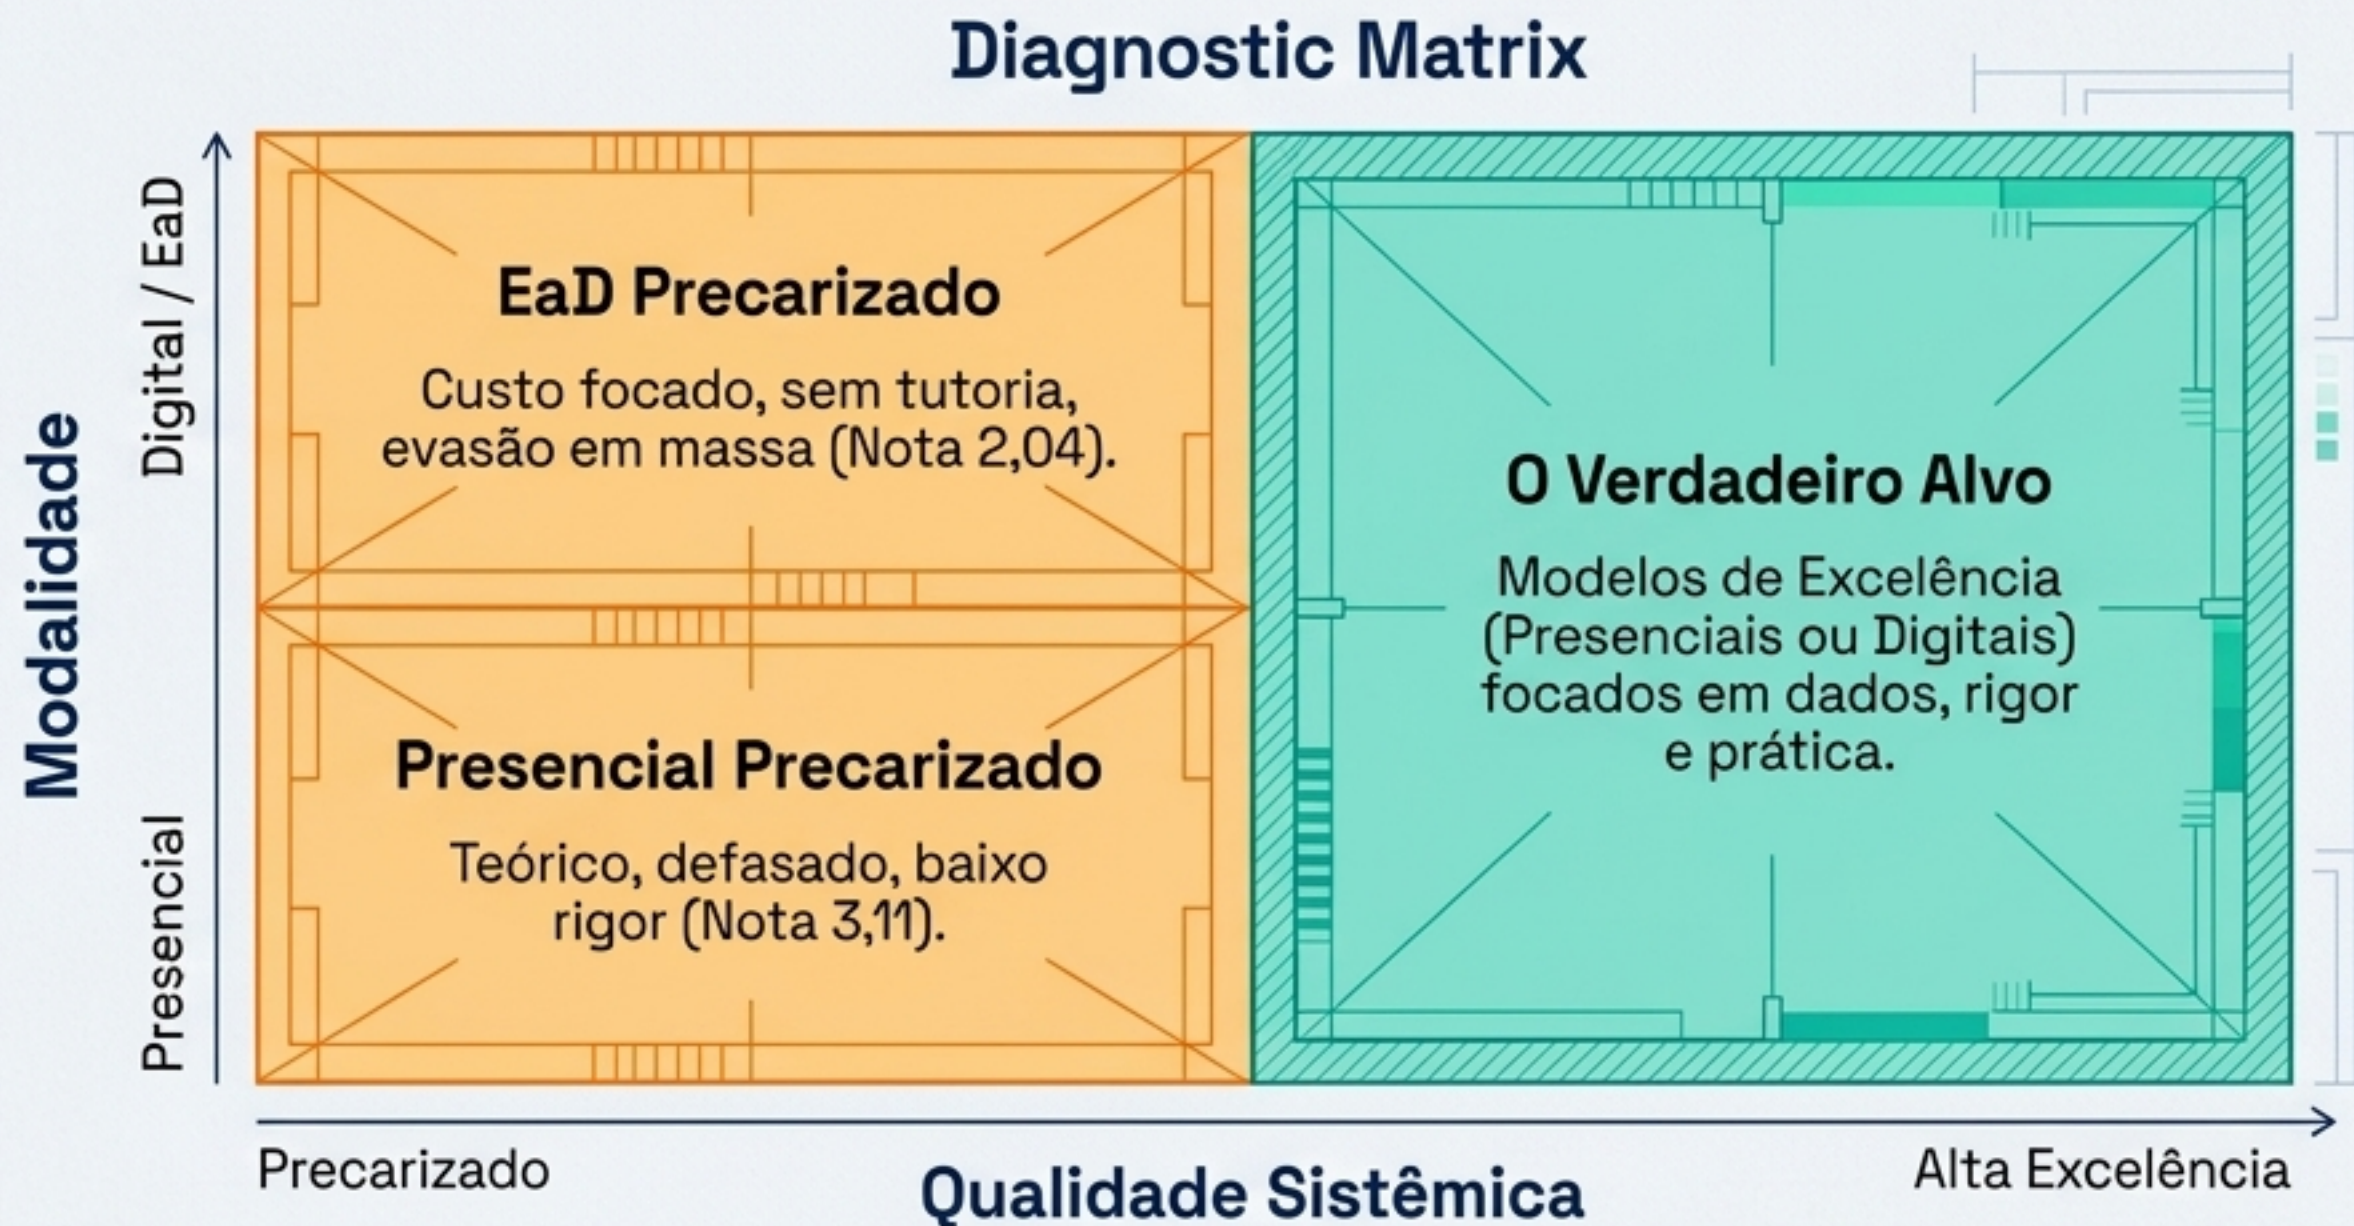 Diagnostic Matrix
Modalidade
Digital / EaD
Presencial
EaD Precarizado
Custo focado, sem tutoria,
evasão em massa (Nota 2,04).
Presencial Precarizado
Teórico, defasado, baixo
rigor (Nota 3,11).
O Verdadeiro Alvo
Modelos de Excelência
(Presenciais ou Digitais)
focados em dados, rigor
e prática.
Precarizado
Qualidade Sistêmica
Alta Excelência